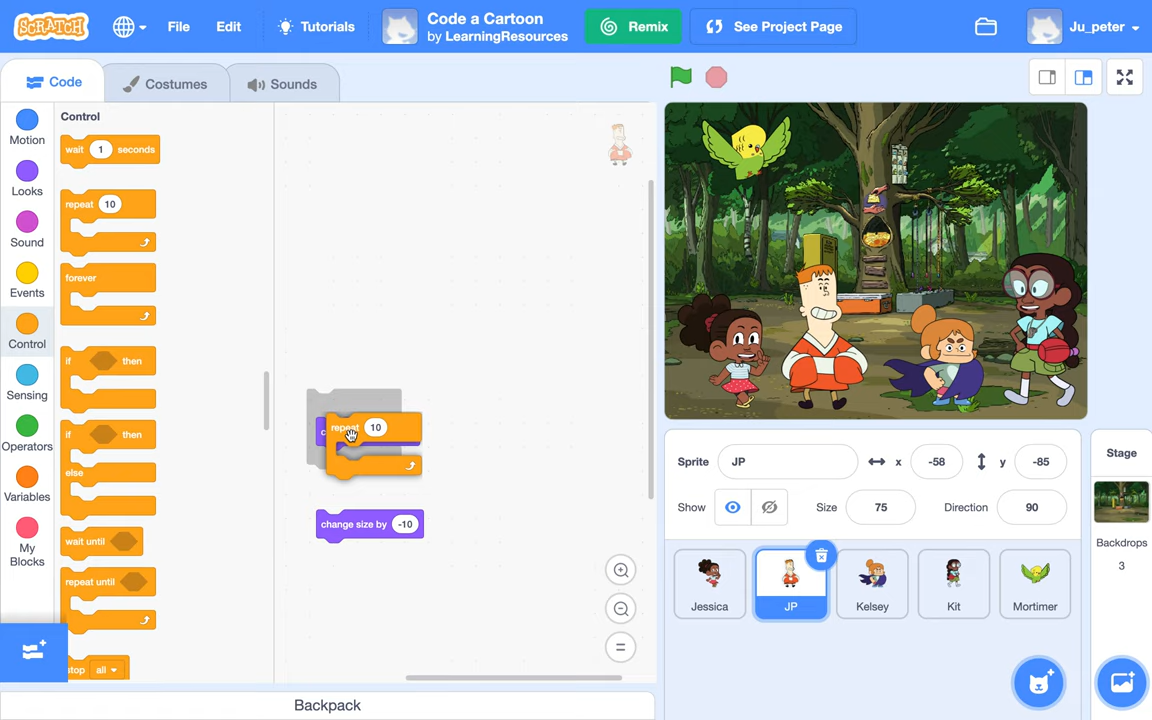 SCRATCH File Edit Tutorials Code a Cartoon by LearningResources Remix See Project Page Ju_peter
Code Costumes Sounds
Motion
Looks
Sound
Events
Control
Sensing
Operators
Variables
My Blocks
Control
wait 1 seconds
repeat 10
forever
if then
if then
else
wait until
repeat until
stop all
repeat 10
change size by -10
Backpack
Sprite JP x -58 y -85
Show Size 75 Direction 90
Jessica JP Kelsey Kit Mortimer
Stage
Backdrops
3